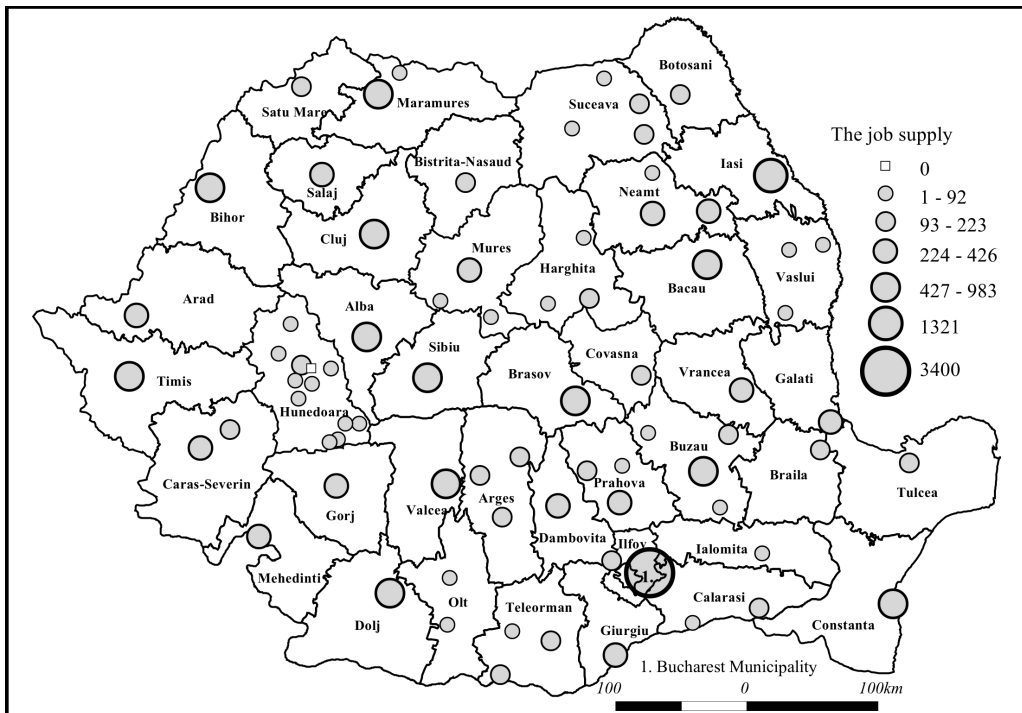 Botosani
Satu Mare
Maramures
Suceava
The job supply
0
1 - 92
93 - 223
224 - 426
427 - 983
1321
3400
Bistrita-Nasaud
Iasi
Salaj
Neamt
Bihor
Cluj
Mures
Harghita
Bacau
Vaslui
Arad
Alba
Sibiu
Covasna
Timis
Brasov
Vrancea
Galati
Hunedoara
Buzau
Caras-Severin
Prahova
Braila
Tulcea
Gorj
Valcea
Arges
Dambovita
Ilfov
Ialomita
1.
Mehedinti
Calarasi
Olt
Teleorman
Dolj
Giurgiu
Constanta
1. Bucharest Municipality
100 0 100km